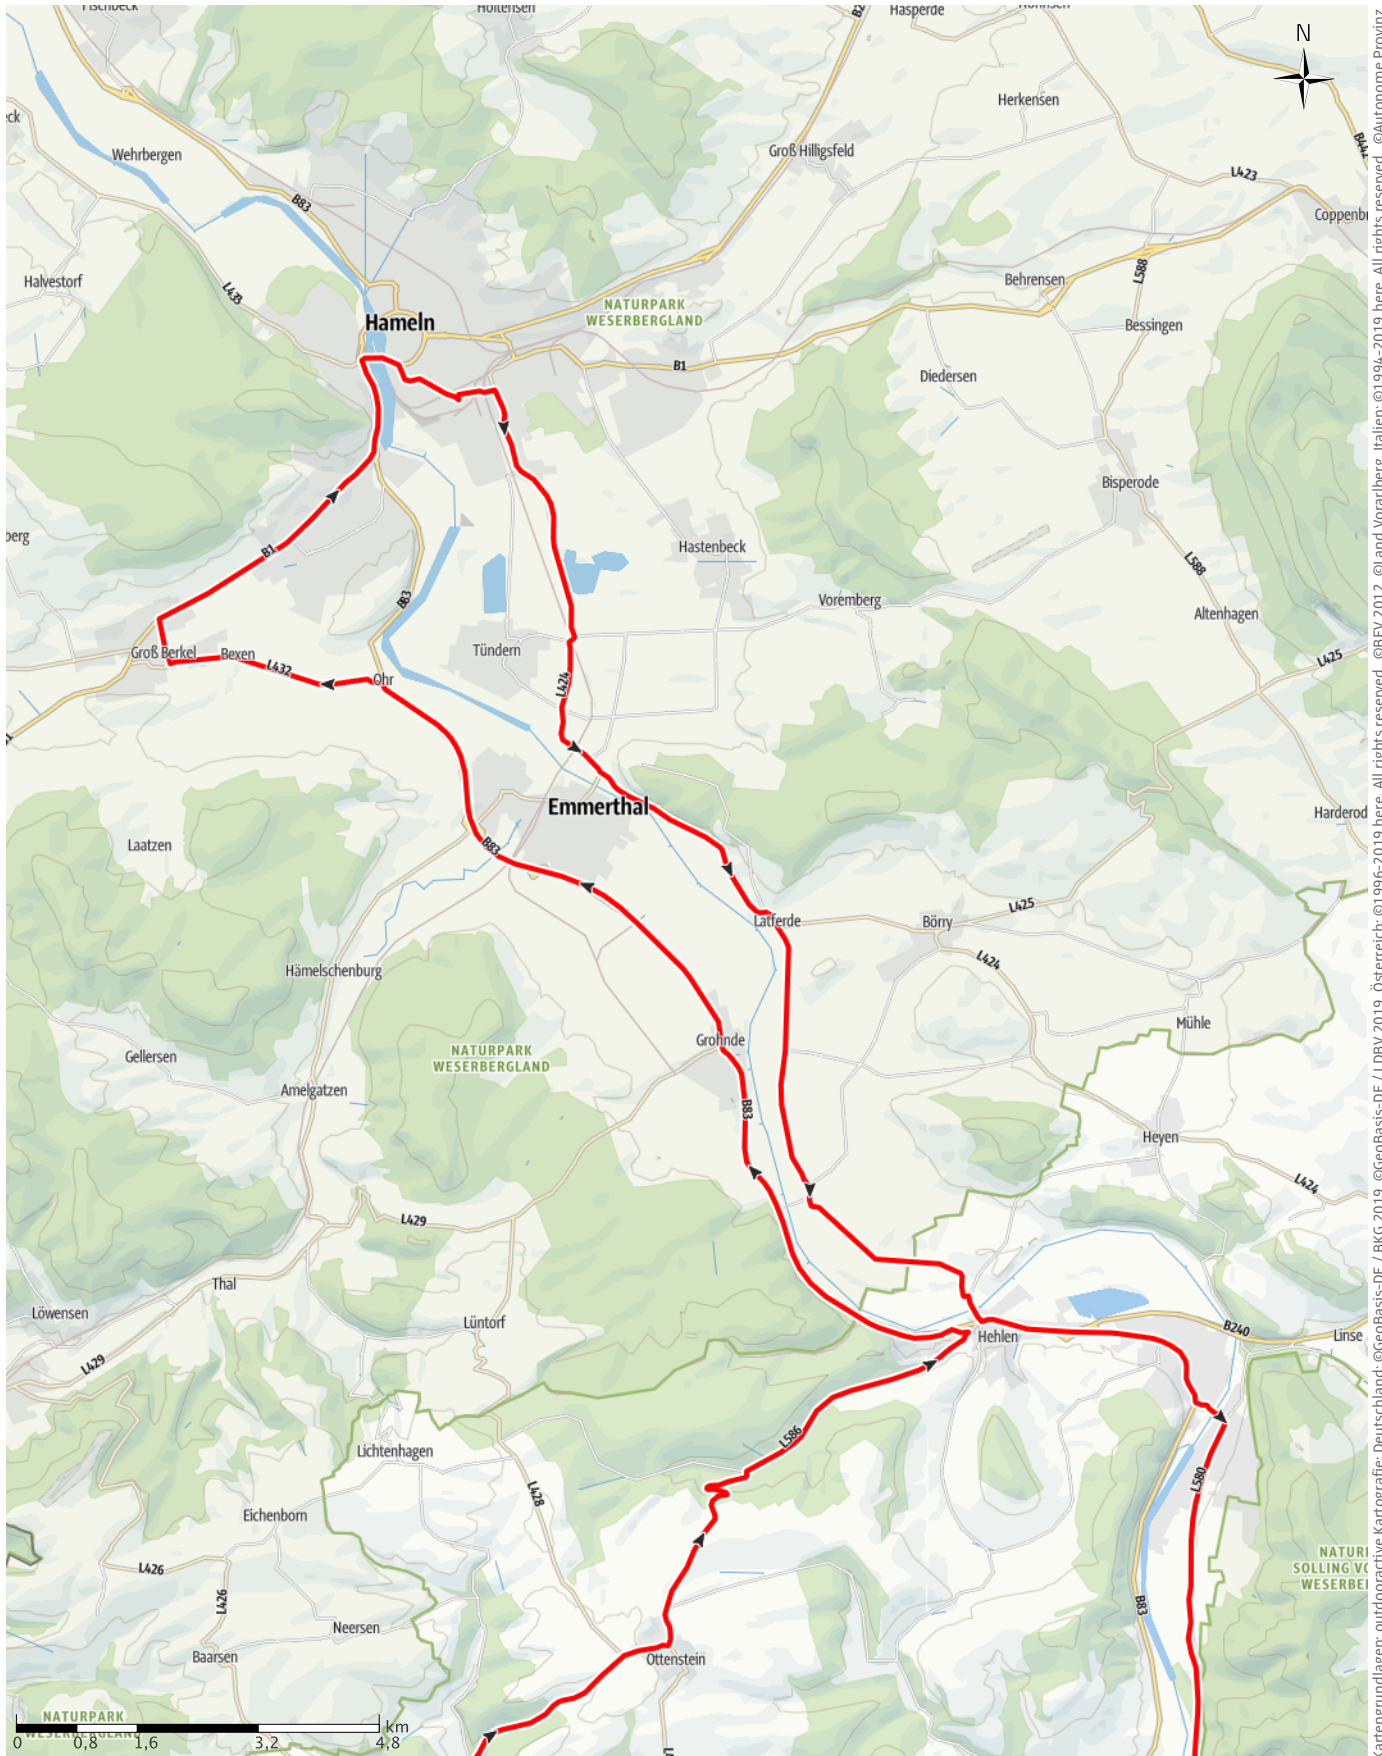 Holtensen
Hasperde
N
Wehrbergen
Herkensen
Groß Hilligsfeld
B83
L423
B442
Halvestorf
L433
Behrensen
L588
Hameln
NATURPARK
WESERBERGLAND
Bessingen
B1
Diedersen
Bisperode
B1
Hastenbeck
L588
B83
Voremberg
Altenhagen
Groß Berkel
Bexen
L432
Ohr
Tündern
L424
L425
Emmerthal
Laatzen
B83
L425
Latferde
Börry
L424
Hämelschenburg
Mühle
Grohnde
Gellersen
NATURPARK
WESERBERGLAND
Amelgatzen
B83
Heyen
L424
L429
Thal
Löwensen
Lüntorf
B240
Hehlen
Linse
L429
Lichtenhagen
L586
L580
L428
Eichenborn
L426
L426
B83
Neersen
Baarsen
Ottenstein
NATURPARK
WESERBERGLAND
km
0 0,8 1,6 3,2 4,8